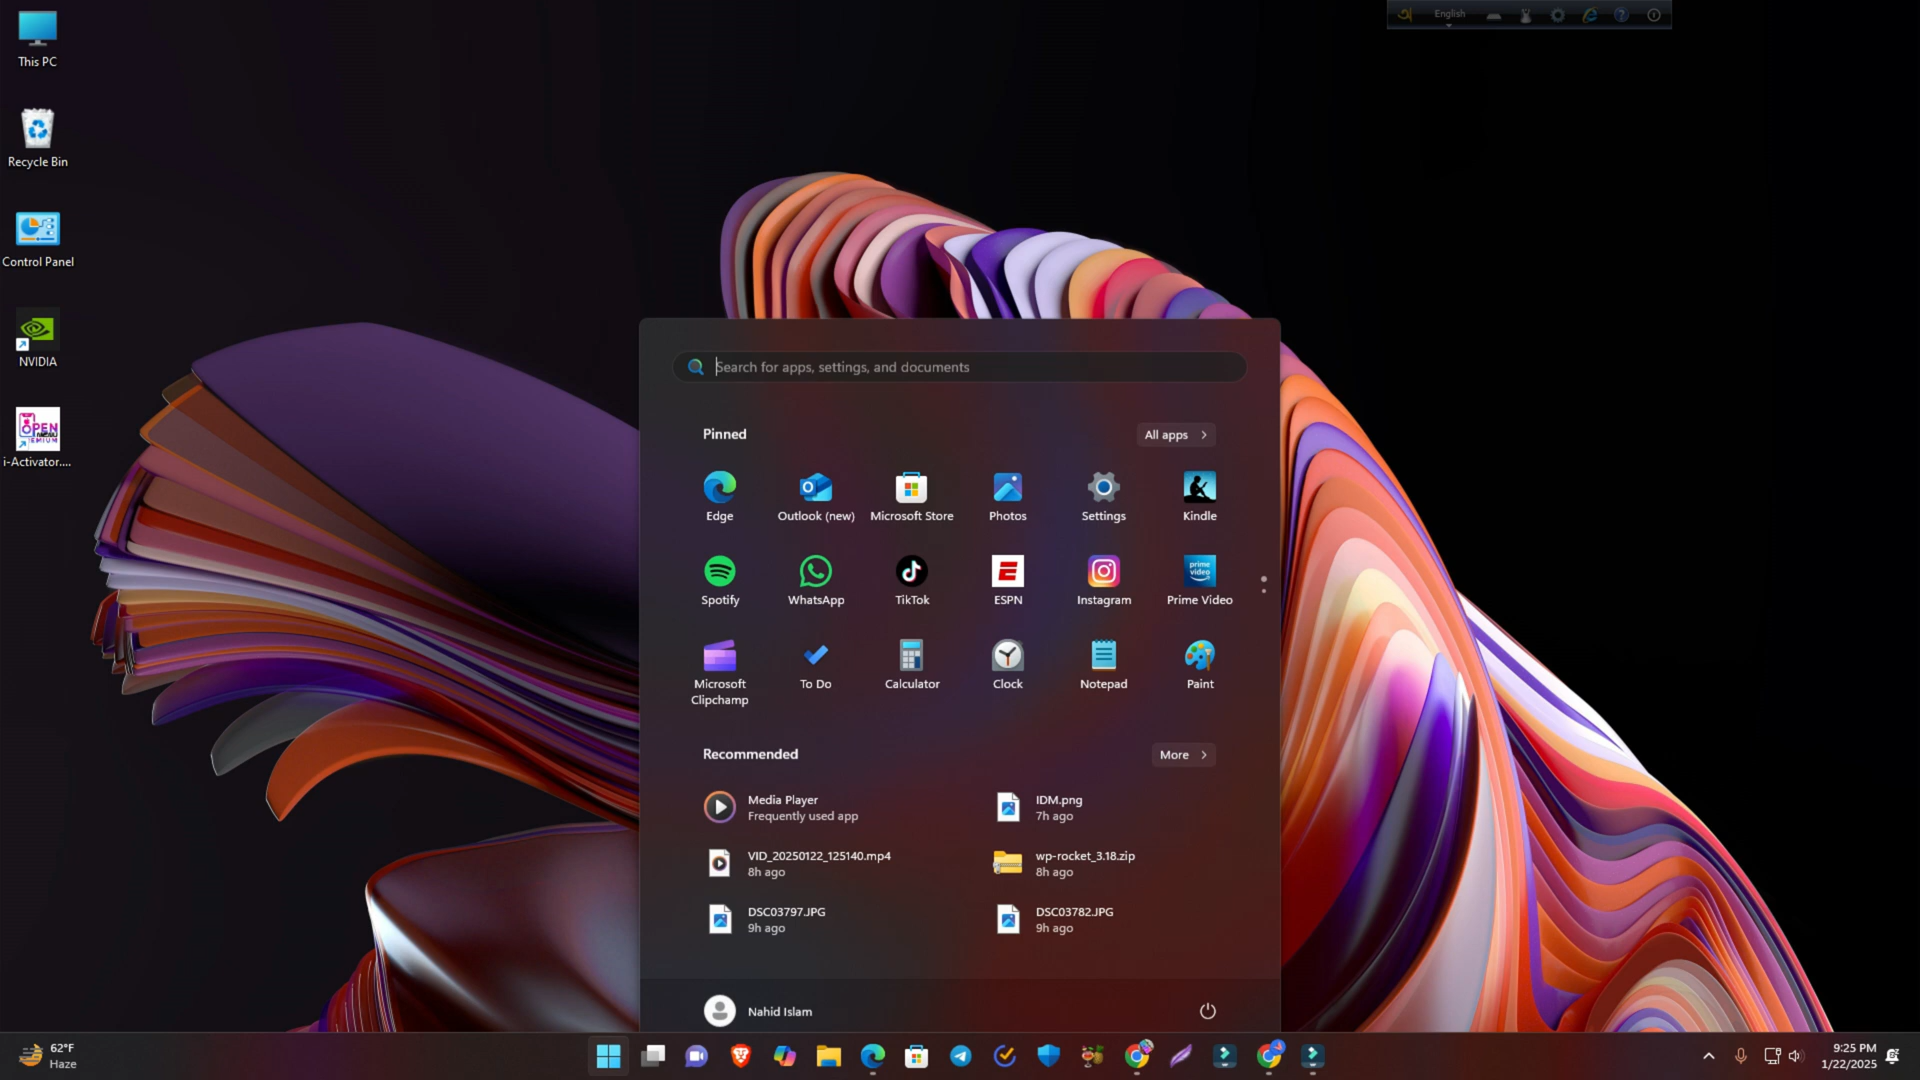 This PC
Recycle Bin
Control Panel
NVIDIA
OPEN
i-Activator....
English
Search for apps, settings, and documents
Pinned
All apps
Edge
Outlook (new)
Microsoft Store
Photos
Settings
Kindle
Spotify
WhatsApp
TikTok
ESPN
Instagram
prime video
Prime Video
Microsoft Clipchamp
To Do
Calculator
Clock
Notepad
Paint
Recommended
More
Media Player
Frequently used app
IDM.png
7h ago
VID_20250122_125140.mp4
8h ago
wp-rocket_3.18.zip
8h ago
DSC03797.JPG
9h ago
DSC03782.JPG
9h ago
Nahid Islam
62°F
Haze
9:25 PM
1/22/2025